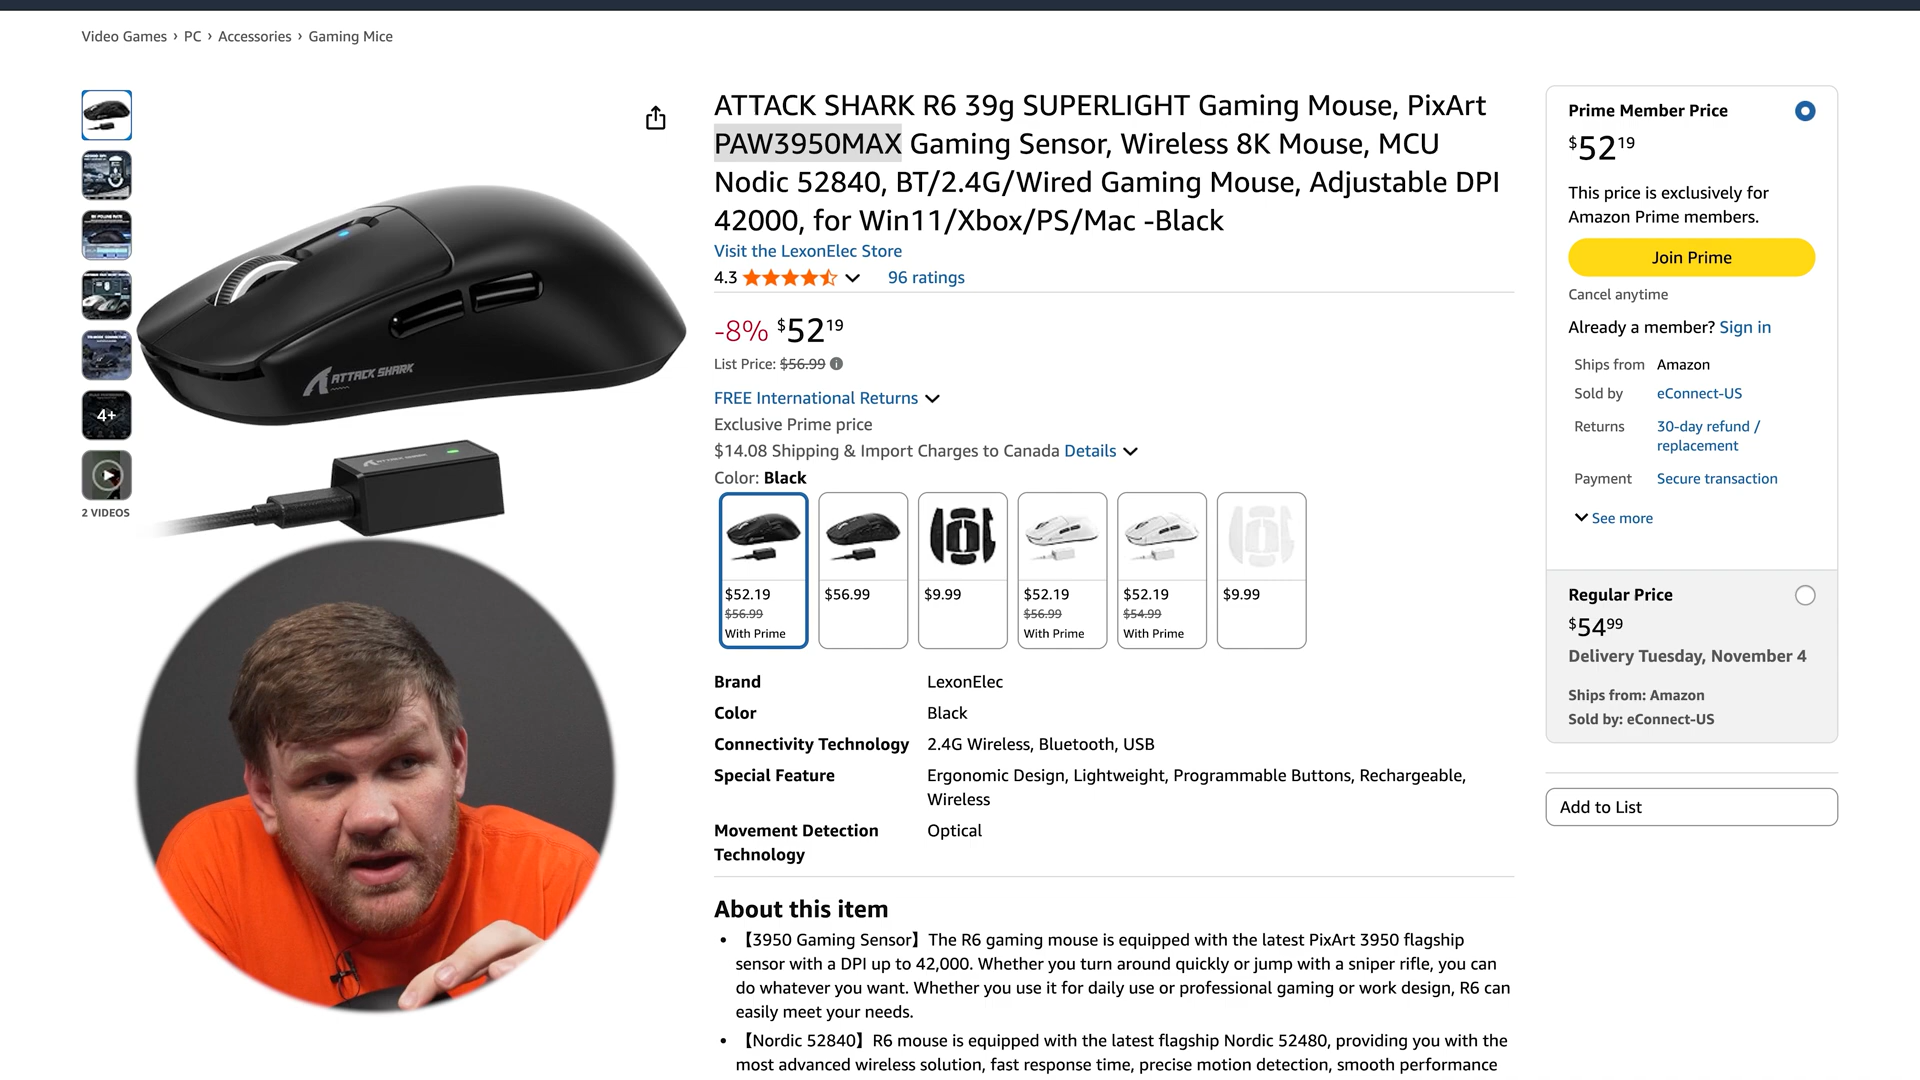 Video Games › PC › Accessories › Gaming Mice
ATTACK SHARK R6 39g SUPERLIGHT Gaming Mouse, PixArt
PAW3950MAX Gaming Sensor, Wireless 8K Mouse, MCU
Nodic 52840, BT/2.4G/Wired Gaming Mouse, Adjustable DPI
42000, for Win11/Xbox/PS/Mac -Black
Visit the LexonElec Store
4.3 96 ratings
-8% $52 19
List Price: $56.99
FREE International Returns
Exclusive Prime price
$14.08 Shipping & Import Charges to Canada Details
Color: Black
$52.19
$56.99
With Prime
$56.99
$9.99
$52.19
$56.99
With Prime
$52.19
$54.99
With Prime
$9.99
Brand LexonElec
Color Black
Connectivity Technology 2.4G Wireless, Bluetooth, USB
Special Feature Ergonomic Design, Lightweight, Programmable Buttons, Rechargeable,
Wireless
Movement Detection Optical
Technology
About this item
• 【3950 Gaming Sensor】The R6 gaming mouse is equipped with the latest PixArt 3950 flagship
sensor with a DPI up to 42,000. Whether you turn around quickly or jump with a sniper rifle, you can
do whatever you want. Whether you use it for daily use or professional gaming or work design, R6 can
easily meet your needs.
• 【Nordic 52840】R6 mouse is equipped with the latest flagship Nordic 52480, providing you with the
most advanced wireless solution, fast response time, precise motion detection, smooth performance
4+
2 VIDEOS
ATTACK SHARK
ATTACK SHARK
Prime Member Price
$52 19
This price is exclusively for
Amazon Prime members.
Join Prime
Cancel anytime
Already a member? Sign in
Ships from Amazon
Sold by eConnect-US
Returns 30-day refund /
replacement
Payment Secure transaction
See more
Regular Price
$54 99
Delivery Tuesday, November 4
Ships from: Amazon
Sold by: eConnect-US
Add to List